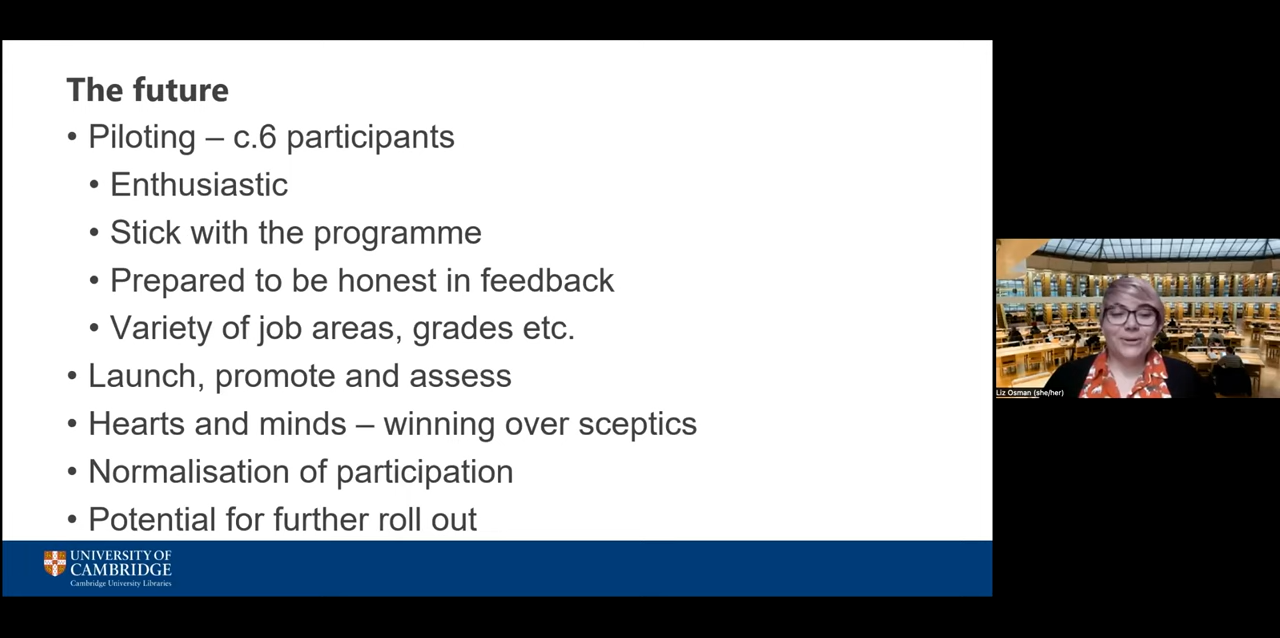 The future
• Piloting – c.6 participants
• Enthusiastic
• Stick with the programme
• Prepared to be honest in feedback
• Variety of job areas, grades etc.
• Launch, promote and assess
• Hearts and minds – winning over sceptics
• Normalisation of participation
• Potential for further roll out
UNIVERSITY OF
CAMBRIDGE
Cambridge University Libraries
Liz Osman (she/her)